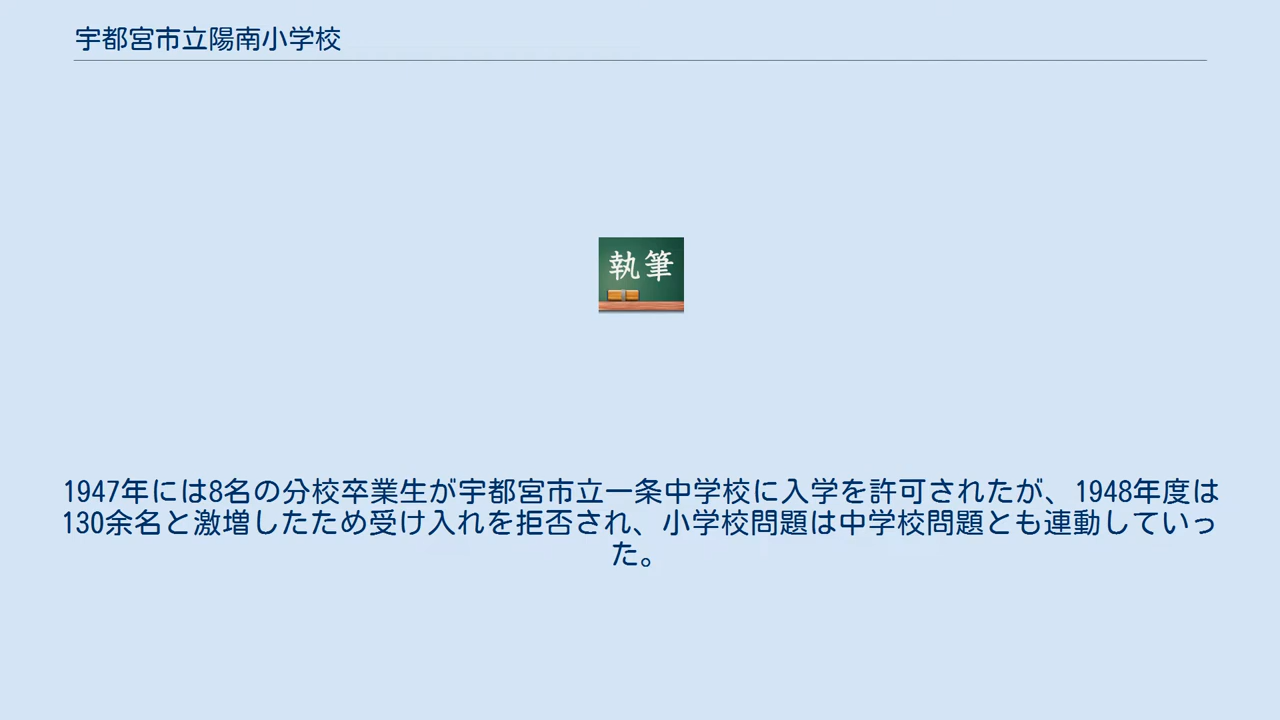 宇都宮市立陽南小学校
執筆
1947年には8名の分校卒業生が宇都宮市立一条中学校に入学を許可されたが、1948年度は
130余名と激増したため受け入れを拒否され、小学校問題は中学校問題とも連動していっ
た。